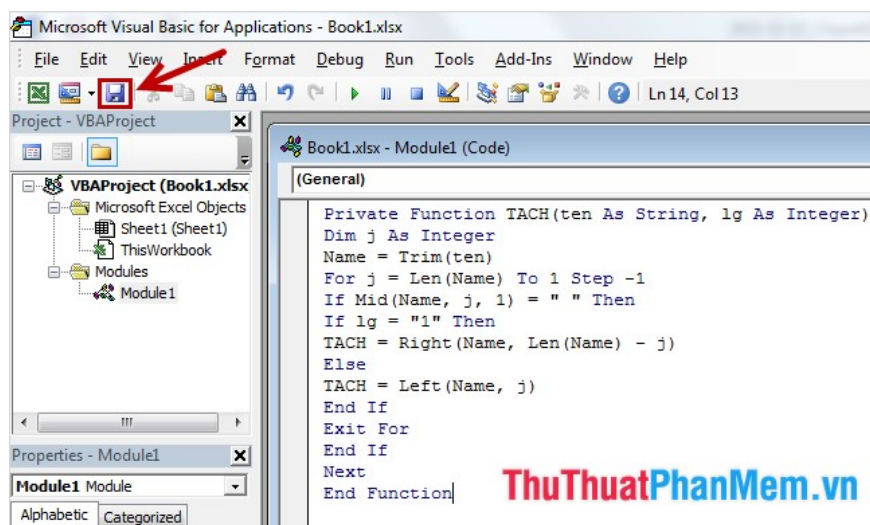 Microsoft Visual Basic for Applications - Book1.xlsx
File Edit View Insert Format Debug Run Tools Add-Ins Window Help
Ln 14, Col 13
Project - VBAProject
VBAProject (Book1.xlsx
Microsoft Excel Objects
Sheet1 (Sheet1)
ThisWorkbook
Modules
Module1
Properties - Module1
Module1 Module
Alphabetic Categorized
Book1.xlsx - Module1 (Code)
(General)
Private Function TACH(ten As String, lg As Integer)
Dim j As Integer
Name = Trim(ten)
For j = Len(Name) To 1 Step -1
If Mid(Name, j, 1) = " " Then
If lg = "1" Then
TACH = Right(Name, Len(Name) - j)
Else
TACH = Left(Name, j)
End If
Exit For
End If
Next
End Function
ThuThuatPhanMem.vn